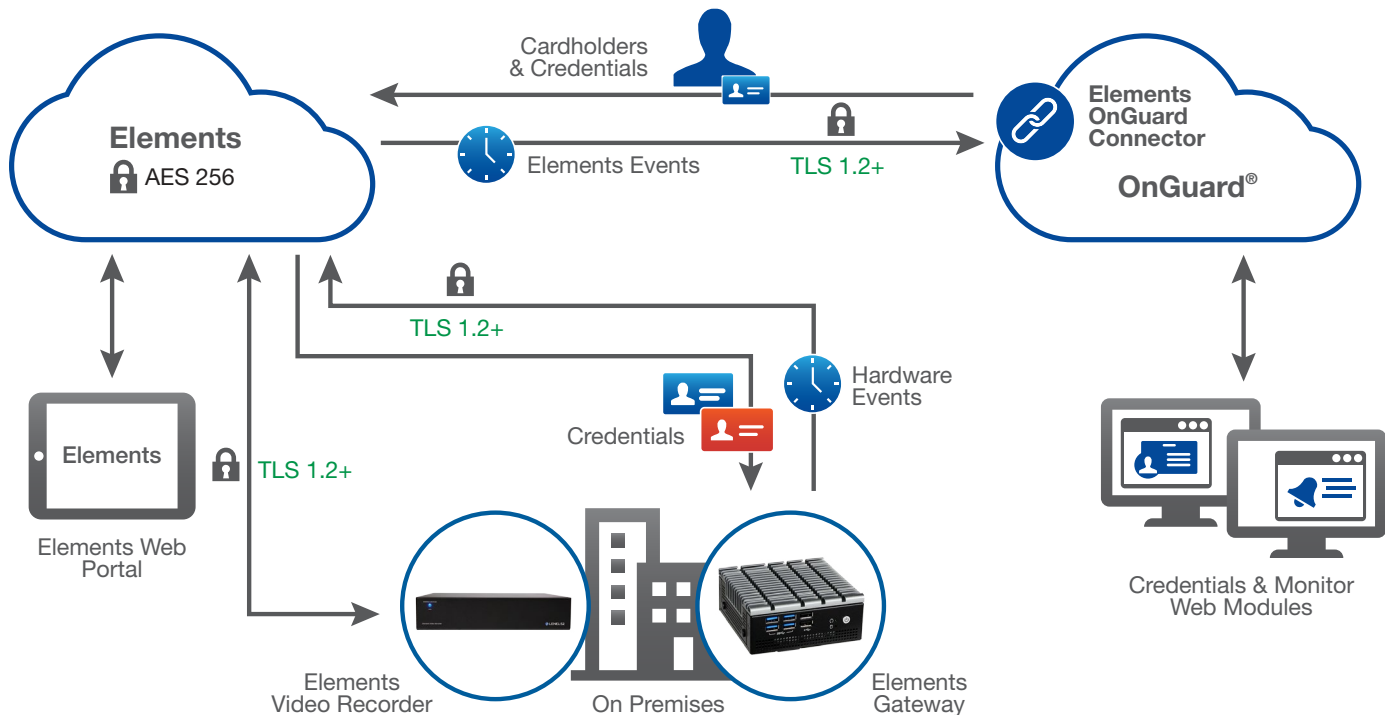 Cardholders
& Credentials
Elements
AES 256
Elements Events
TLS 1.2+
Elements
OnGuard
Connector
OnGuard®
TLS 1.2+
Hardware
Events
Credentials
Elements
TLS 1.2+
Elements Web
Portal
LENELS2
Credentials & Monitor
Web Modules
Elements
Video Recorder
On Premises
Elements
Gateway